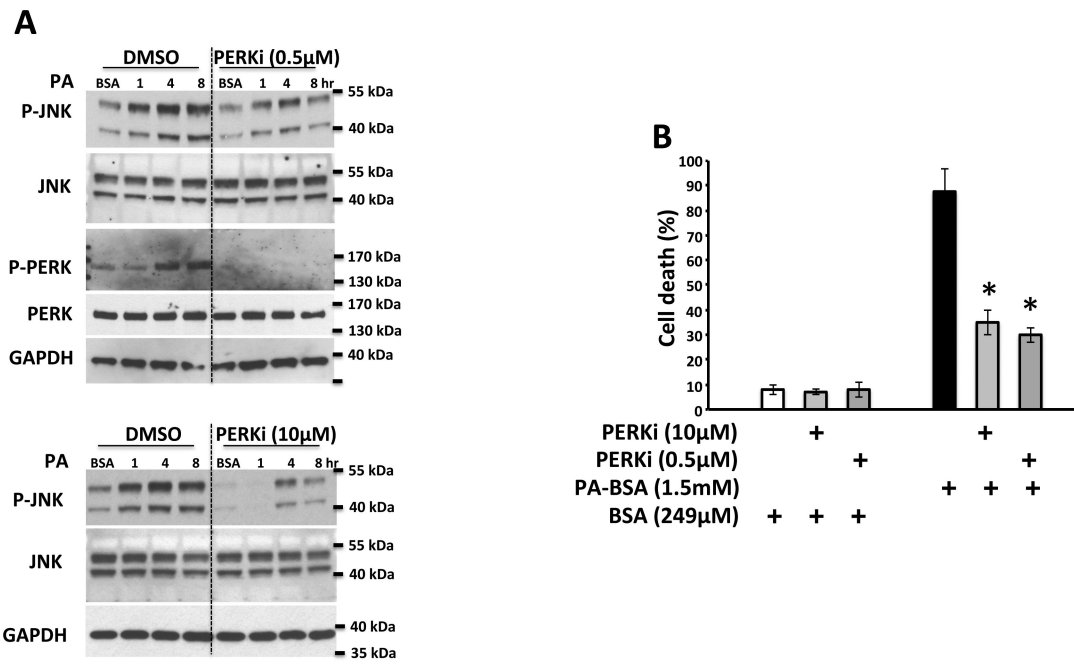 A
DMSO PERKi (0.5µM)
PA BSA 1 4 8 BSA 1 4 8 hr
P-JNK
55 kDa
40 kDa
JNK
55 kDa
40 kDa
P-PERK
170 kDa
130 kDa
PERK
170 kDa
130 kDa
GAPDH
40 kDa
DMSO PERKi (10µM)
PA BSA 1 4 8 BSA 1 4 8 hr
P-JNK
55 kDa
40 kDa
JNK
55 kDa
40 kDa
GAPDH
40 kDa
35 kDa
B
Cell death (%)
100
90
80
70
60
50
40
30
20
10
0
* *
PERKi (10µM) + +
PERKi (0.5µM) + +
PA-BSA (1.5mM) + + +
BSA (249µM) + + +